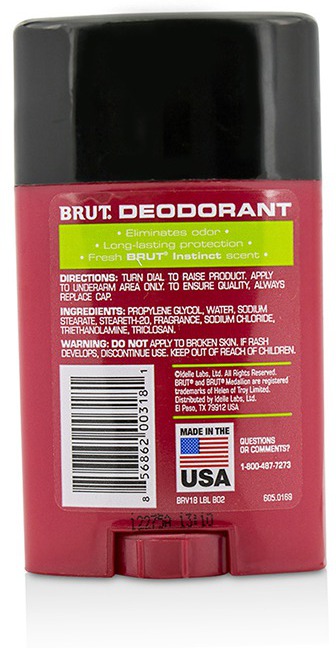 BRUT. DEODORANT
• Eliminates odor •
• Long-lasting protection •
• Fresh BRUT® Instinct scent •
DIRECTIONS: TURN DIAL TO RAISE PRODUCT. APPLY
TO UNDERARM AREA ONLY. TO ENSURE QUALITY, ALWAYS
REPLACE CAP.
INGREDIENTS: PROPYLENE GLYCOL, WATER, SODIUM
STEARATE, STEARETH-20, FRAGRANCE, SODIUM CHLORIDE,
TRIETHANOLAMINE, TRICLOSAN.
WARNING: DO NOT APPLY TO BROKEN SKIN. IF RASH
DEVELOPS, DISCONTINUE USE. KEEP OUT OF REACH OF CHILDREN.
©Idelle Labs, Ltd. All Rights Reserved.
BRUT® and BRUT® Medallion are registered
trademarks of Helen of Troy Limited.
Distributed by Idelle Labs, Ltd.
El Paso, TX 79912 USA
8 56862 00318 1
MADE IN THE
USA
QUESTIONS
OR COMMENTS?
1-800-487-7273
BRV18 LBL B02
605.0169
12275A 13:10